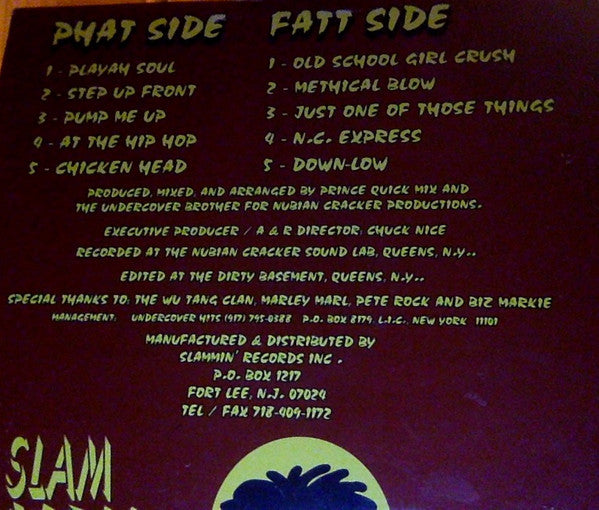 PHAT SIDE
1 - PLAYAH SOUL
2 - STEP UP FRONT
3 - PUMP ME UP
4 - AT THE HIP HOP
5 - CHICKEN HEAD
FATT SIDE
1 - OLD SCHOOL GIRL CRUSH
2 - METHICAL BLOW
3 - JUST ONE OF THOSE THINGS
4 - N.C. EXPRESS
5 - DOWN-LOW
PRODUCED, MIXED, AND ARRANGED BY PRINCE QUICK MIX AND
THE UNDERCOVER BROTHER FOR NUBIAN CRACKER PRODUCTIONS.
EXECUTIVE PRODUCER / A & R DIRECTOR: CHUCK NICE
RECORDED AT THE NUBIAN CRACKER SOUND LAB, QUEENS, N.Y..
EDITED AT THE DIRTY BASEMENT, QUEENS, N.Y..
SPECIAL THANKS TO: THE WU TANG CLAN, MARLEY MARL, PETE ROCK AND BIZ MARKIE
MANAGEMENT: UNDERCOVER HITS (917) 795-0388 P.O. BOX 8179, L.I.C., NEW YORK 11101
MANUFACTURED & DISTRIBUTED BY
SLAMMIN' RECORDS INC.
P.O. BOX 1217
FORT LEE, N.J. 07024
TEL / FAX 718-409-1172
SLAM